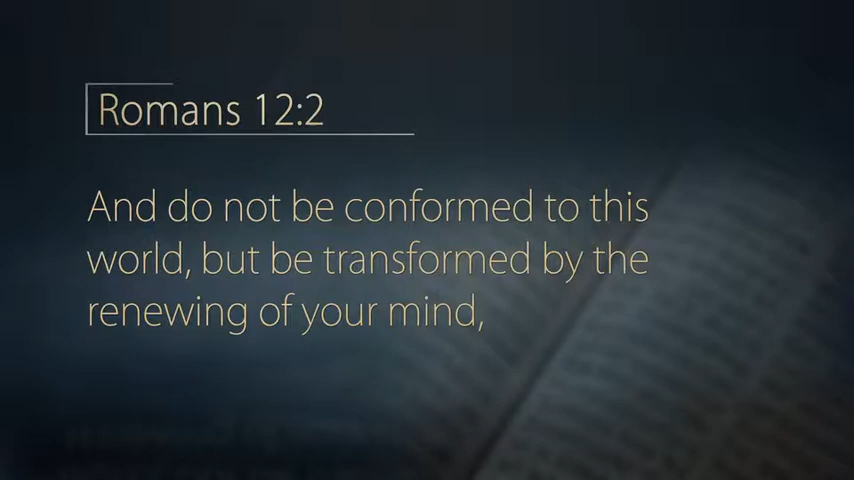 Romans 12:2
And do not be conformed to this
world, but be transformed by the
renewing of your mind,